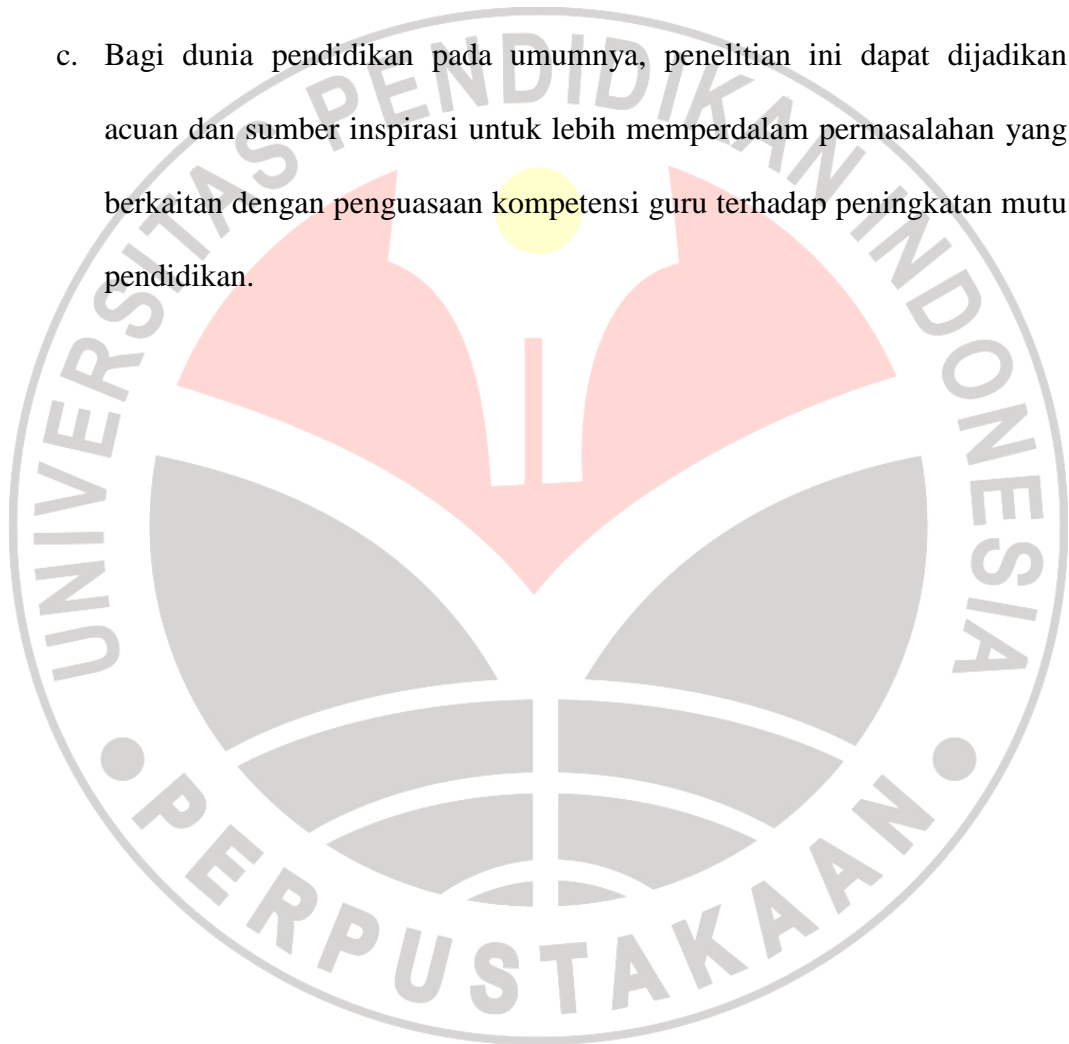 c. Bagi dunia pendidikan pada umumnya, penelitian ini dapat dijadikan
acuan dan sumber inspirasi untuk lebih memperdalam permasalahan yang
berkaitan dengan penguasaan kompetensi guru terhadap peningkatan mutu
pendidikan.
UNIVERSITAS PENDIDIKAN INDONESIA
PERPUSTAKAAN